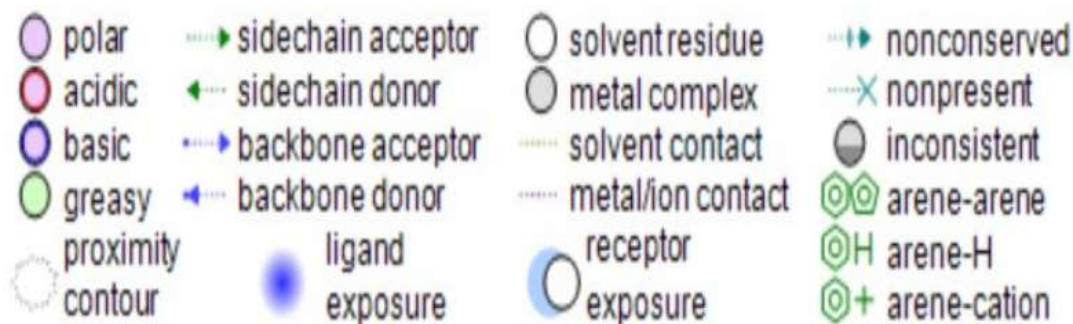 polar sidechain acceptor solvent residue nonconserved
acidic sidechain donor metal complex nonpresent
basic backbone acceptor solvent contact inconsistent
greasy backbone donor metal/ion contact arene-arene
proximity contour ligand exposure receptor exposure H arene-H
+ arene-cation